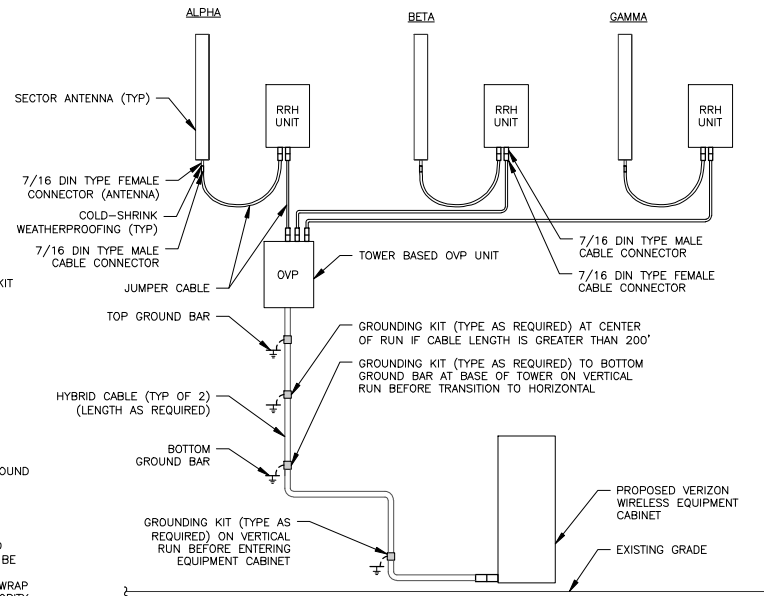 ALPHA
BETA
GAMMA
SECTOR ANTENNA (TYP)
RRH
UNIT
RRH
UNIT
RRH
UNIT
7/16 DIN TYPE FEMALE
CONNECTOR (ANTENNA)
COLD-SHRINK
WEATHERPROOFING (TYP)
7/16 DIN TYPE MALE
CABLE CONNECTOR
JUMPER CABLE
OVP
TOWER BASED OVP UNIT
7/16 DIN TYPE MALE
CABLE CONNECTOR
7/16 DIN TYPE FEMALE
CABLE CONNECTOR
KIT
TOP GROUND BAR
GROUNDING KIT (TYPE AS REQUIRED) AT CENTER
OF RUN IF CABLE LENGTH IS GREATER THAN 200'
GROUNDING KIT (TYPE AS REQUIRED) TO BOTTOM
GROUND BAR AT BASE OF TOWER ON VERTICAL
RUN BEFORE TRANSITION TO HORIZONTAL
HYBRID CABLE (TYP OF 2)
(LENGTH AS REQUIRED)
BOTTOM
GROUND BAR
GROUNDING KIT (TYPE AS
REQUIRED) ON VERTICAL
RUN BEFORE ENTERING
EQUIPMENT CABINET
PROPOSED VERIZON
WIRELESS EQUIPMENT
CABINET
EXISTING GRADE
BE
WRAP